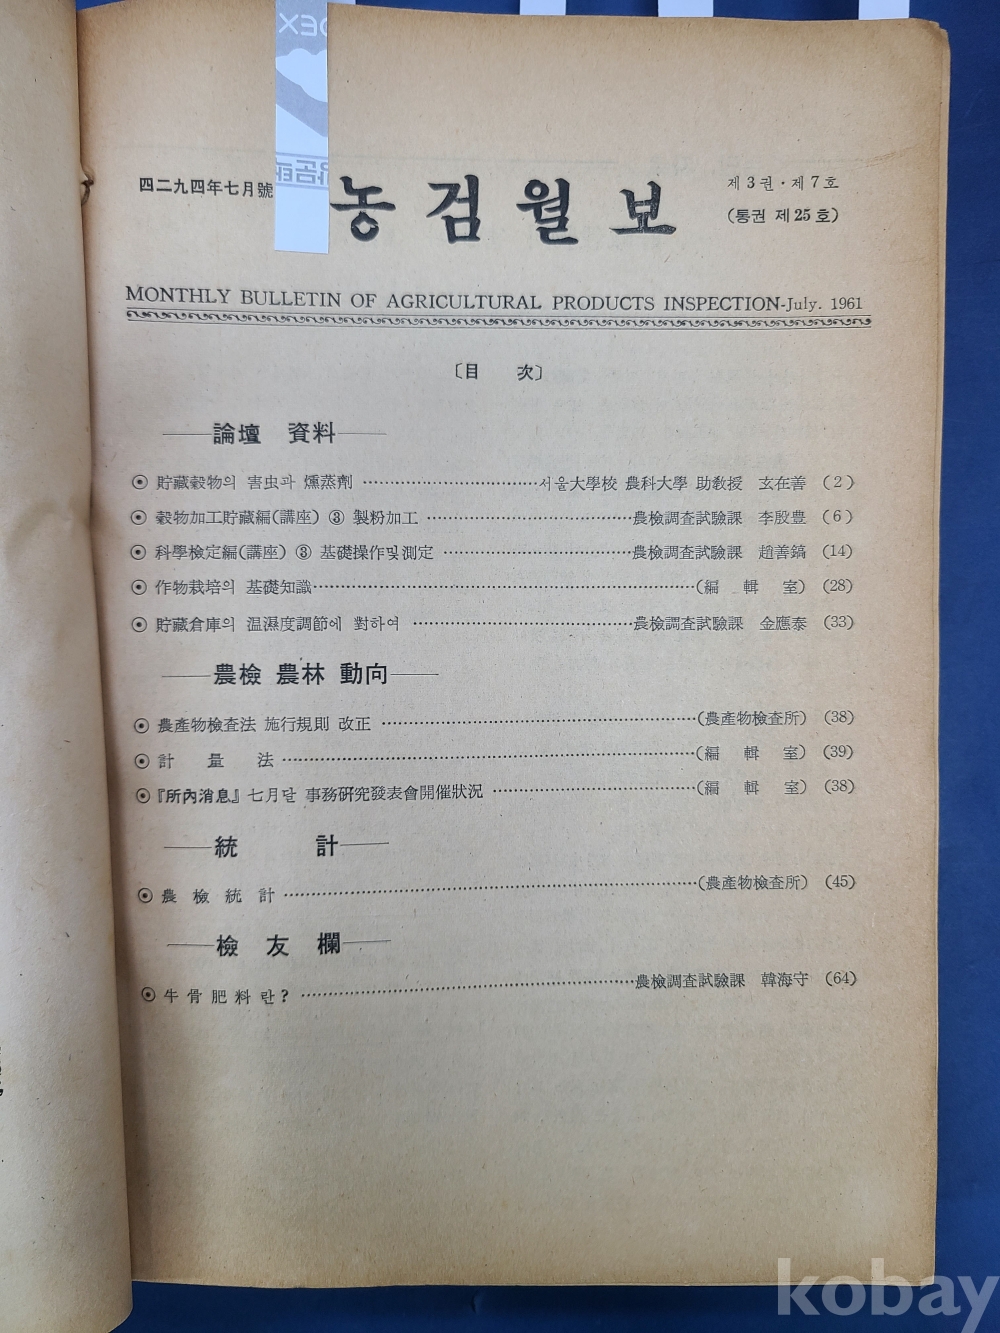 四二九四年七月號
농검월보
제3권·제7호
(통권 제25호)
MONTHLY BULLETIN OF AGRICULTURAL PRODUCTS INSPECTION-July. 1961
〔目 次〕
——論壇 資料——
⊙ 貯藏穀物의 害虫과 燻蒸劑 ……………………… 서울大學校 農科大學 助教授 玄在善 (2)
⊙ 穀物加工貯藏編(講座) ③ 製粉加工 ……………………… 農檢調査試驗課 李殷豊 (6)
⊙ 科學檢定編(講座) ③ 基礎操作및測定 ……………………… 農檢調査試驗課 趙善鎬 (14)
⊙ 作物栽培의 基礎知識 ……………………… (編 輯 室) (28)
⊙ 貯藏倉庫의 温濕度調節에 對하여 ……………………… 農檢調査試驗課 金應泰 (33)
——農檢 農林 動向——
⊙ 農產物檢査法 施行規則 改正 ……………………… (農產物檢査所) (38)
⊙ 計量法 ……………………… (編 輯 室) (39)
⊙『所內消息』七月달 事務研究發表會開催狀況 ……………………… (編 輯 室) (38)
——統 計——
⊙ 農檢統計 ……………………… (農產物檢査所) (45)
——檢友欄——
⊙ 牛骨肥料란? ……………………… 農檢調査試驗課 韓海守 (64)
kobay